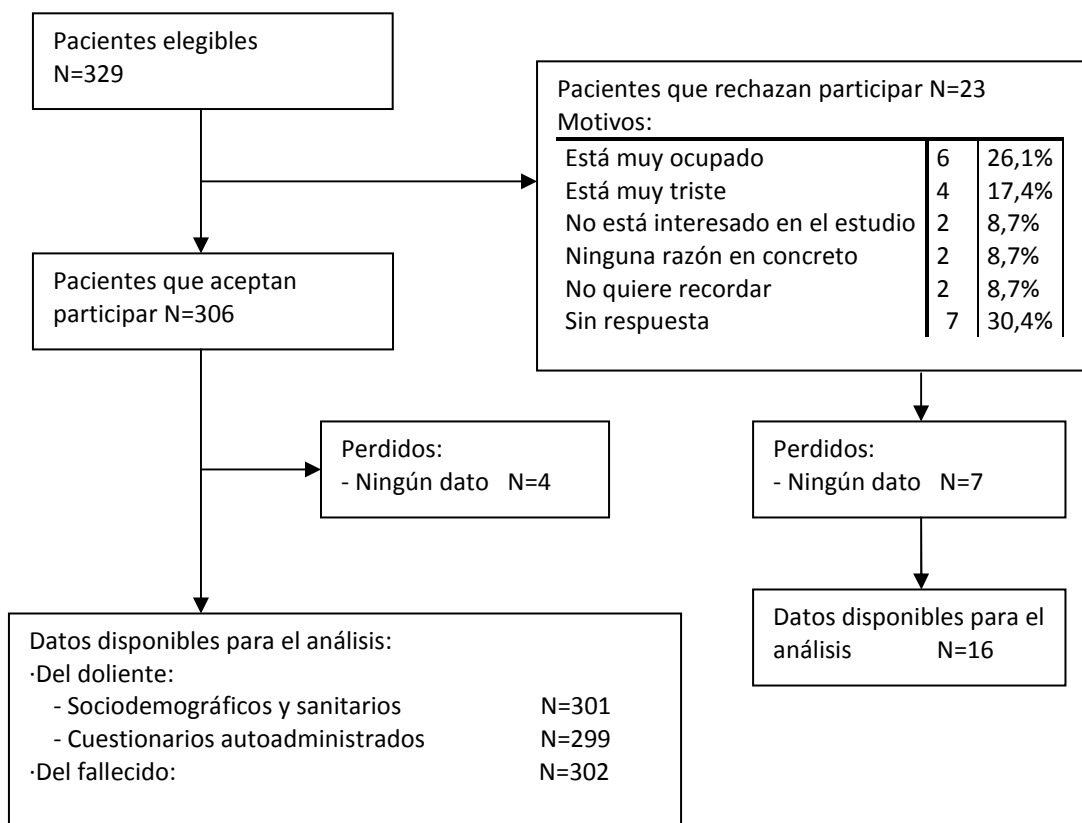 Pacientes elegibles
N=329
Pacientes que rechazan participar N=23
Motivos:
Está muy ocupado 6 26,1%
Está muy triste 4 17,4%
No está interesado en el estudio 2 8,7%
Ninguna razón en concreto 2 8,7%
No quiere recordar 2 8,7%
Sin respuesta 7 30,4%
Pacientes que aceptan
participar N=306
Perdidos:
- Ningún dato N=4
Perdidos:
- Ningún dato N=7
Datos disponibles para el
análisis N=16
Datos disponibles para el análisis:
·Del doliente:
- Sociodemográficos y sanitarios N=301
- Cuestionarios autoadministrados N=299
·Del fallecido: N=302